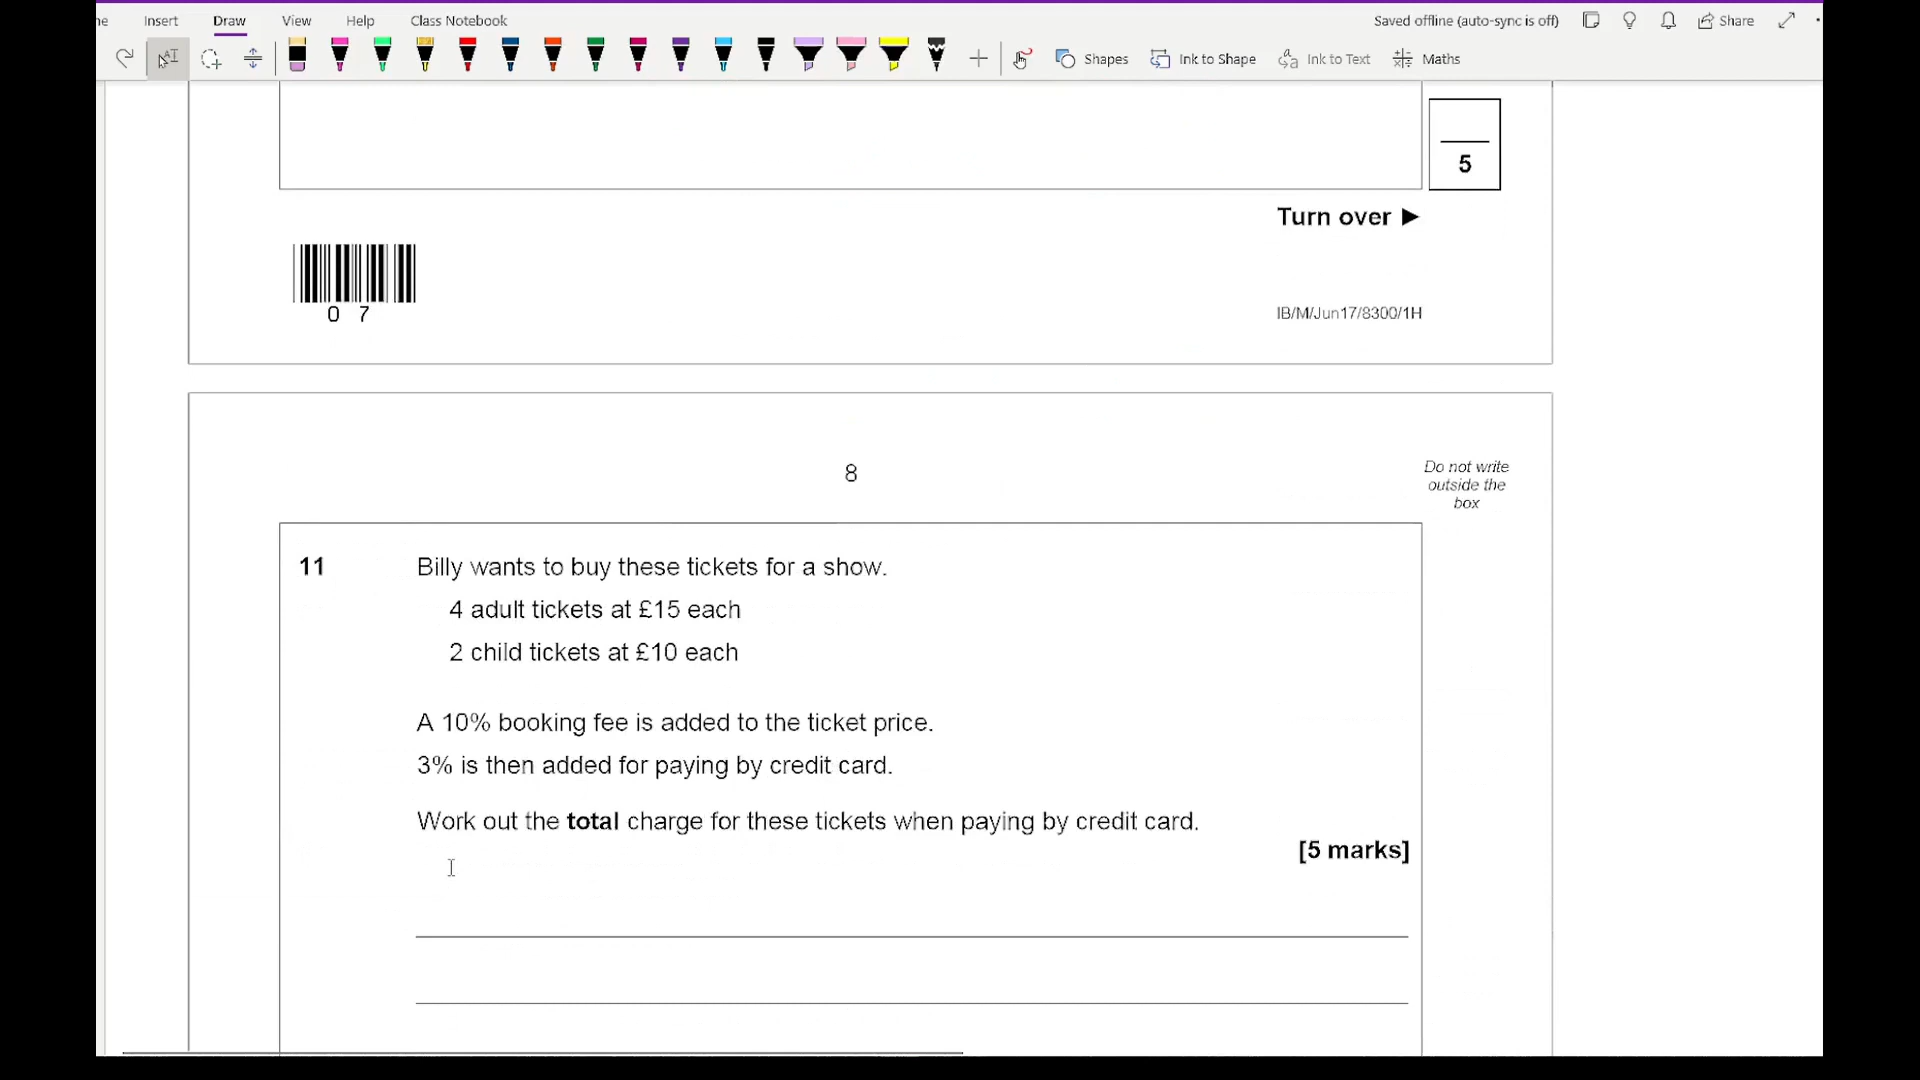 Insert Draw View Help Class Notebook Saved offline (auto-sync is off) Share
Shapes Ink to Shape Ink to Text Maths
5
Turn over ►
0 7
IB/M/Jun17/8300/1H
8
Do not write
outside the
box
11 Billy wants to buy these tickets for a show.
4 adult tickets at £15 each
2 child tickets at £10 each
A 10% booking fee is added to the ticket price.
3% is then added for paying by credit card.
Work out the total charge for these tickets when paying by credit card.
[5 marks]